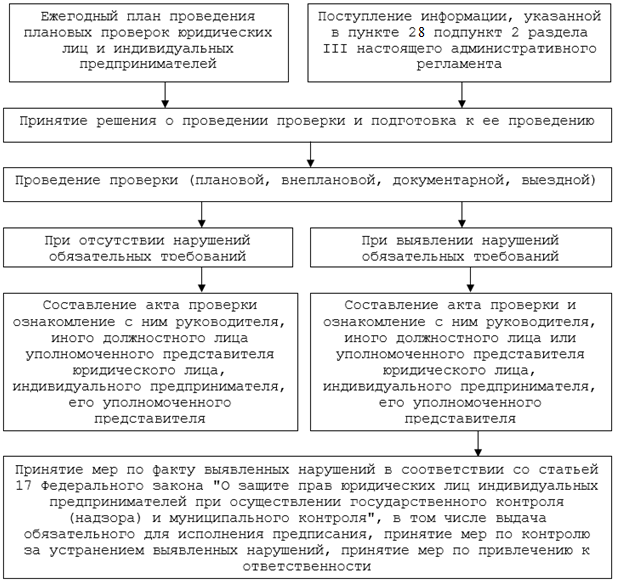 Ежегодный план проведения
плановых проверок юридических
лиц и индивидуальных
предпринимателей
Поступление информации, указанной
в пункте 28 подпункт 2 раздела
III настоящего административного
регламента
Принятие решения о проведении проверки и подготовка к ее проведению
Проведение проверки (плановой, внеплановой, документарной, выездной)
При отсутствии нарушений
обязательных требований
При выявлении нарушений
обязательных требований
Составление акта проверки
ознакомление с ним руководителя,
иного должностного лица
уполномоченного представителя
юридического лица,
индивидуального предпринимателя,
его уполномоченного
представителя
Составление акта проверки и
ознакомление с ним руководителя,
иного должностного лица или
уполномоченного представителя
юридического лица,
индивидуального предпринимателя,
его уполномоченного
представителя
Принятие мер по факту выявленных нарушений в соответствии со статьей
17 Федерального закона "О защите прав юридических лиц индивидуальных
предпринимателей при осуществлении государственного контроля
(надзора) и муниципального контроля", в том числе выдача
обязательного для исполнения предписания, принятие мер по контролю
за устранением выявленных нарушений, принятие мер по привлечению к
ответственности